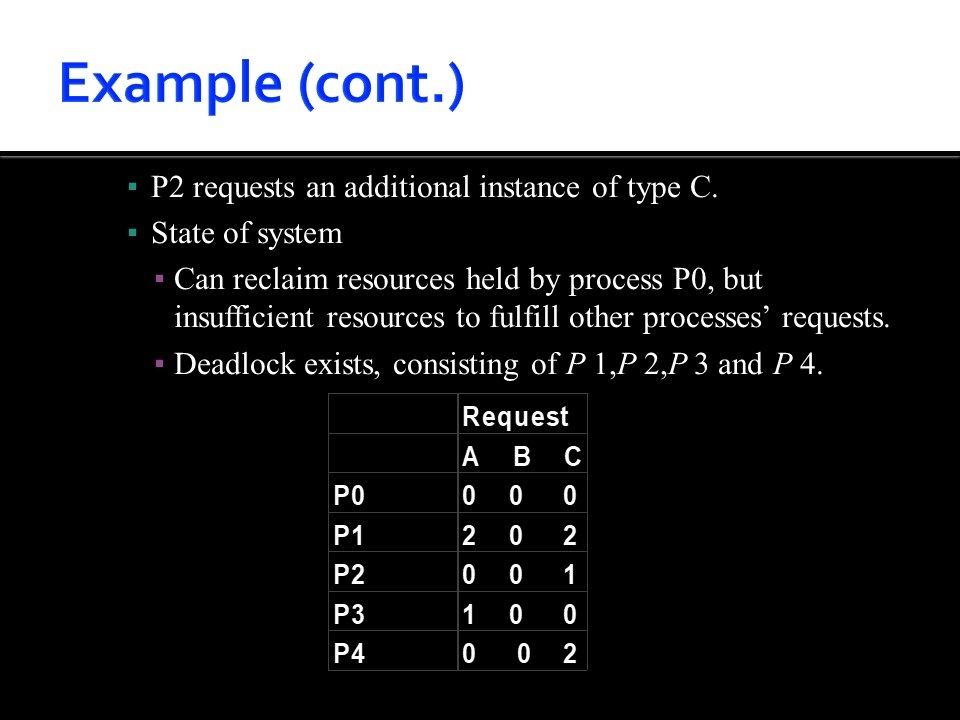 Example (cont.)
▪ P2 requests an additional instance of type C.
▪ State of system
▪ Can reclaim resources held by process P0, but
insufficient resources to fulfill other processes’ requests.
▪ Deadlock exists, consisting of P 1,P 2,P 3 and P 4.
Request
A B C
P0 0 0 0
P1 2 0 2
P2 0 0 1
P3 1 0 0
P4 0 0 2